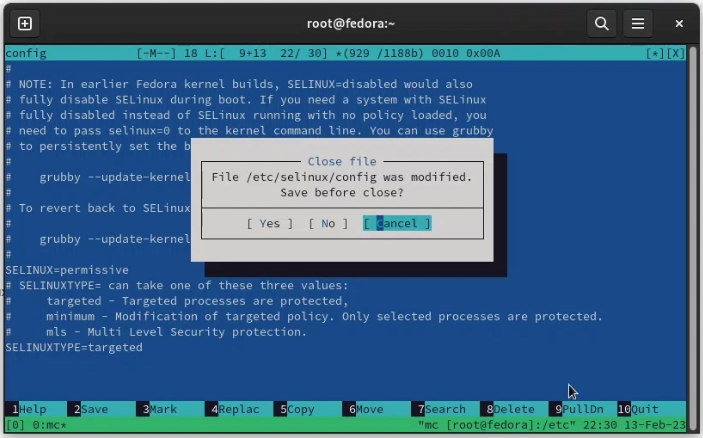 root@fedora:~
config [-M--] 18 L:[ 9+13 22/ 30] *(929 /1188b) 0010 0x00A [*][X]
#
# NOTE: In earlier Fedora kernel builds, SELINUX=disabled would also
# fully disable SELinux during boot. If you need a system with SELinux
# fully disabled instead of SELinux running with no policy loaded, you
# need to pass selinux=0 to the kernel command line. You can use grubby
# to persistently set the b
#
# grubby --update-kernel
#
# To revert back to SELinux
#
# grubby --update-kernel
#
Close file
File /etc/selinux/config was modified.
Save before close?
[ Yes ] [ No ] [ Cancel ]
SELINUX=permissive
# SELINUXTYPE= can take one of these three values:
# targeted - Targeted processes are protected,
# minimum - Modification of targeted policy. Only selected processes are protected.
# mls - Multi Level Security protection.
SELINUXTYPE=targeted
1Help 2Save 3Mark 4Replac 5Copy 6Move 7Search 8Delete 9PullDn 10Quit
[0] 0:mc* "mc [root@fedora]:/etc" 22:30 13-Feb-23